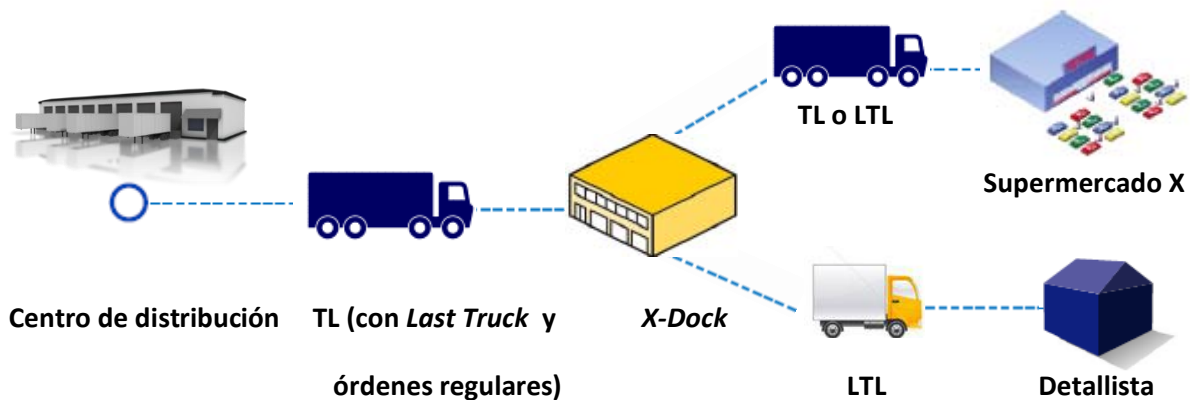 TL o LTL
Supermercado X
Centro de distribución
TL (con Last Truck y
órdenes regulares)
X-Dock
LTL
Detallista